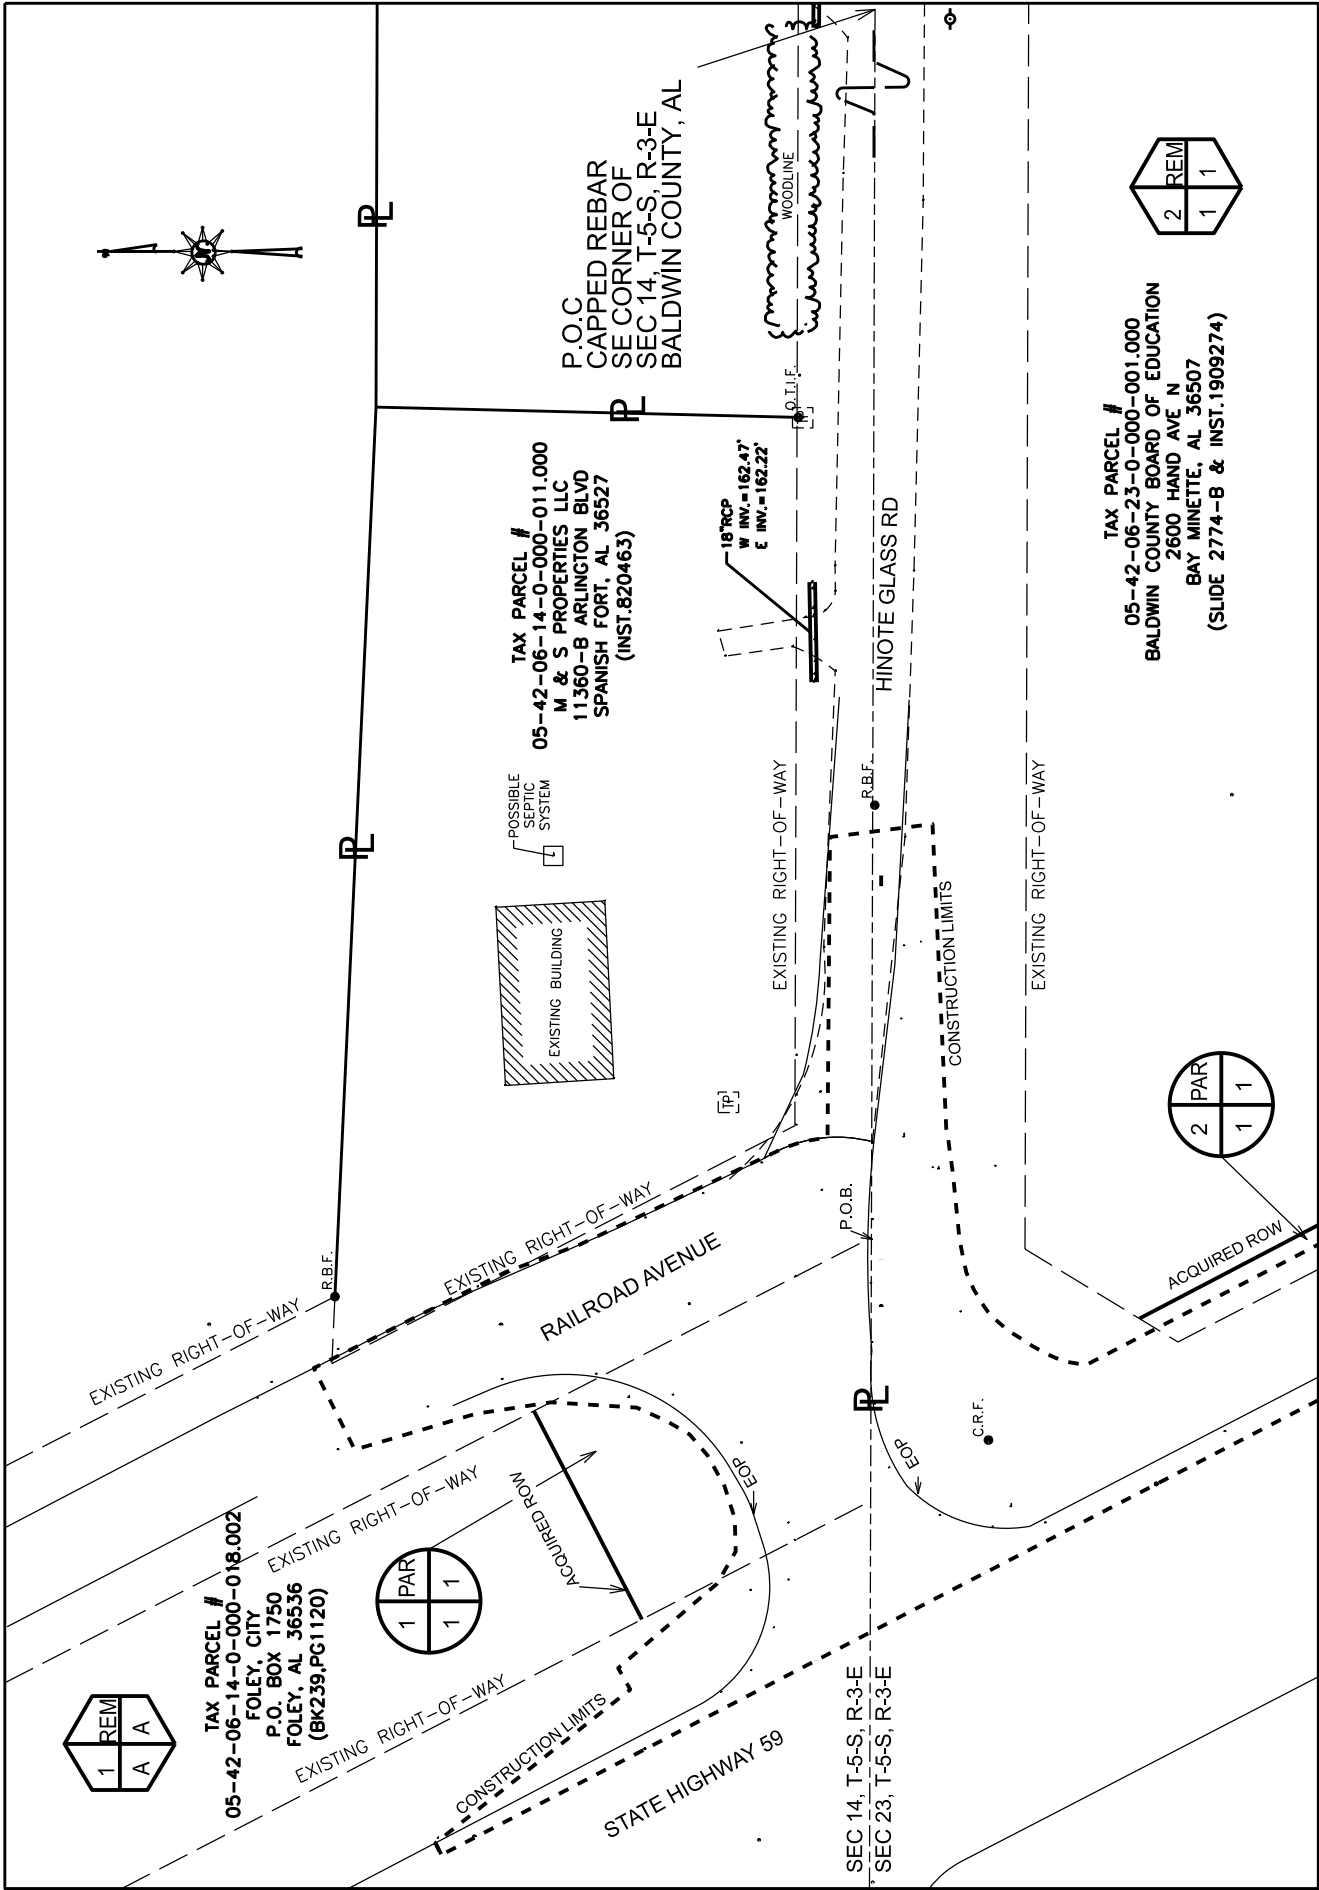 P.O.C
CAPPED REBAR
SE CORNER OF
SEC 14, T-5-S, R-3-E
BALDWIN COUNTY, AL
PL
PL
PL
PL
R.B.F.
EXISTING RIGHT-OF-WAY
EXISTING RIGHT-OF-WAY
RAILROAD AVENUE
TAX PARCEL #
05-42-06-14-0-000-011.000
M & S PROPERTIES LLC
11360-B ARLINGTON BLVD
SPANISH FORT, AL 36527
(INST.820463)
POSSIBLE
SEPTIC
SYSTEM
EXISTING BUILDING
TP
18"RCP
W INV.=162.47'
E INV.=162.22'
O.T.I.F.
WOODLINE
HINOTE GLASS RD
R.B.F.
EXISTING RIGHT-OF-WAY
EXISTING RIGHT-OF-WAY
CONSTRUCTION LIMITS
P.O.B.
1
REM
A
A
TAX PARCEL #
05-42-06-14-0-000-018.002
FOLEY, CITY
P.O. BOX 1750
FOLEY, AL 36536
(BK239,PG1120)
1
PAR
1
1
EXISTING RIGHT-OF-WAY
EXISTING RIGHT-OF-WAY
ACQUIRED ROW
CONSTRUCTION LIMITS
STATE HIGHWAY 59
EOP
EOP
C.R.F.
SEC 14, T-5-S, R-3-E
SEC 23, T-5-S, R-3-E
ACQUIRED ROW
2
PAR
1
1
TAX PARCEL #
05-42-06-23-0-000-001.000
BALDWIN COUNTY BOARD OF EDUCATION
2600 HAND AVE N
BAY MINETTE, AL 36507
(SLIDE 2774-B & INST.1909274)
2
REM
1
1